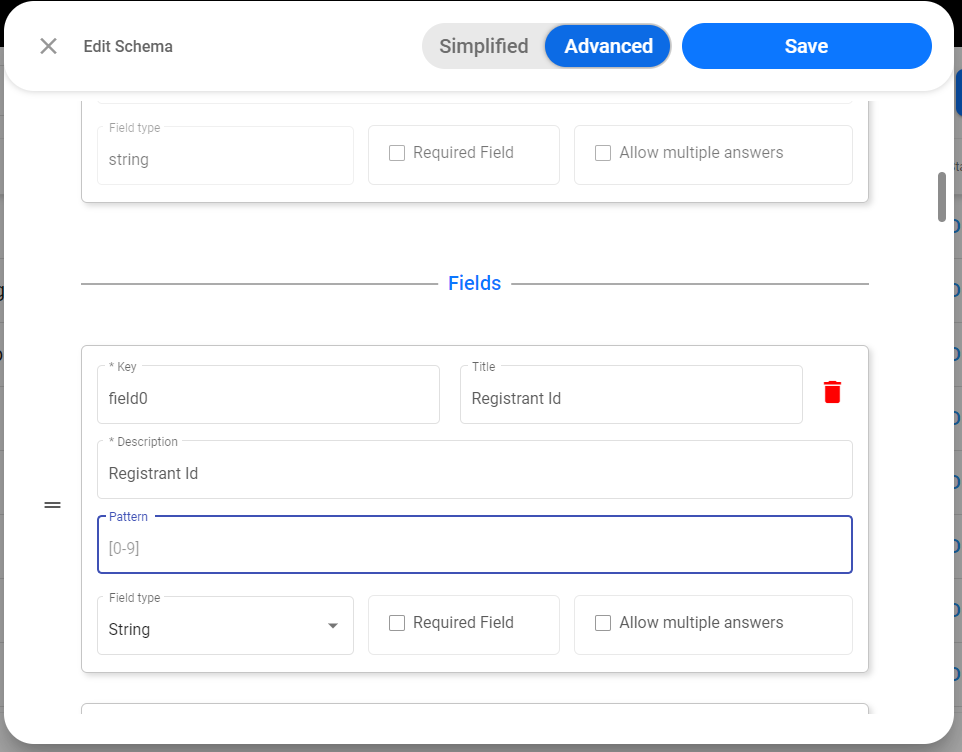 Edit Schema
Simplified
Advanced
Save
Field type
string
Required Field
Allow multiple answers
Fields
* Key
field0
Title
Registrant Id
* Description
Registrant Id
Pattern
[0-9]
Field type
String
Required Field
Allow multiple answers